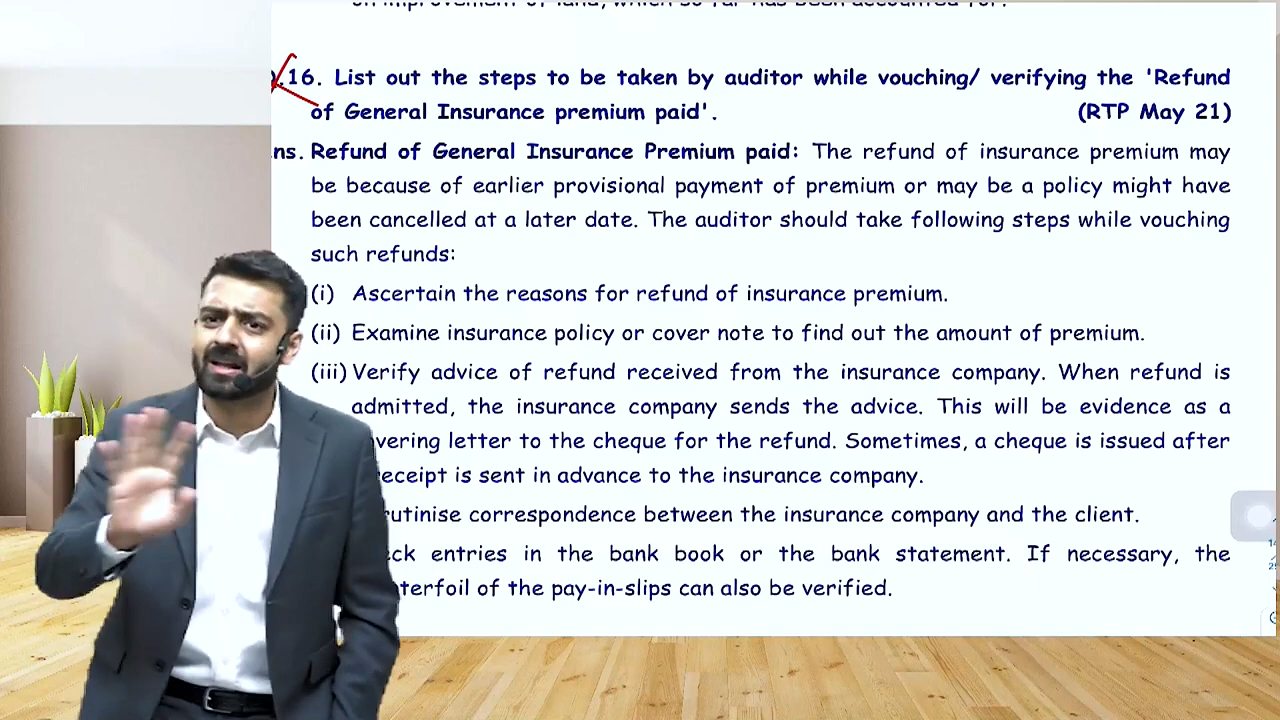 16. List out the steps to be taken by auditor while vouching/ verifying the 'Refund
of General Insurance premium paid'. (RTP May 21)
ns. Refund of General Insurance Premium paid: The refund of insurance premium may
be because of earlier provisional payment of premium or may be a policy might have
been cancelled at a later date. The auditor should take following steps while vouching
such refunds:
(i) Ascertain the reasons for refund of insurance premium.
(ii) Examine insurance policy or cover note to find out the amount of premium.
(iii) Verify advice of refund received from the insurance company. When refund is
admitted, the insurance company sends the advice. This will be evidence as a
vering letter to the cheque for the refund. Sometimes, a cheque is issued after
eceipt is sent in advance to the insurance company.
utinise correspondence between the insurance company and the client.
ck entries in the bank book or the bank statement. If necessary, the
terfoil of the pay-in-slips can also be verified.